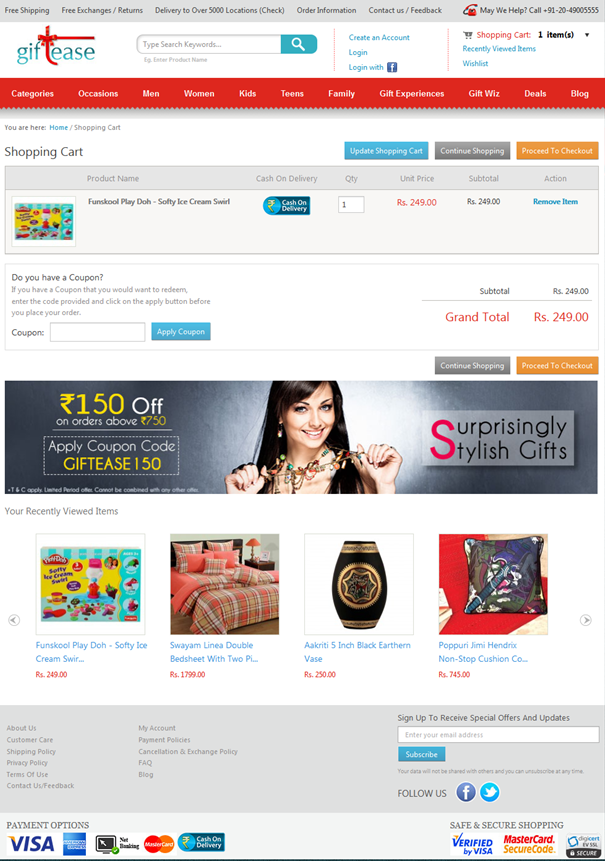 Free Shipping Free Exchanges / Returns Delivery to Over 5000 Locations (Check) Order Information Contact us / Feedback May We Help? Call +91-20-49005555
giftease
Type Search Keywords...
Eg. Enter Product Name
Create an Account
Login
Login with f
Shopping Cart: 1 item(s)
Recently Viewed Items
Wishlist
Categories Occasions Men Women Kids Teens Family Gift Experiences Gift Wiz Deals Blog
You are here: Home / Shopping Cart
Shopping Cart
Update Shopping Cart Continue Shopping Proceed To Checkout
Product Name Cash On Delivery Qty Unit Price Subtotal Action
Funskool Play Doh - Softy Ice Cream Swirl Cash On Delivery 1 Rs. 249.00 Rs. 249.00 Remove Item
Do you have a Coupon?
If you have a Coupon that you would want to redeem,
enter the code provided and click on the apply button before
you place your order.
Coupon: Apply Coupon
Subtotal Rs. 249.00
Grand Total Rs. 249.00
Continue Shopping Proceed To Checkout
₹150 Off
on orders above ₹750
Apply Coupon Code
GIFTEASE150
*T & C apply. Limited Period offer. Cannot be combined with any other offer.
Surprisingly
Stylish Gifts
Your Recently Viewed Items
Play-Doh
Softy
Ice Cream
Swirl
Funskool Play Doh - Softy Ice
Cream Swir...
Rs. 249.00
Swayam Linea Double
Bedsheet With Two Pi...
Rs. 1799.00
Aakriti 5 Inch Black Earthern
Vase
Rs. 250.00
Poppuri Jimi Hendrix
Non-Stop Cushion Co...
Rs. 745.00
About Us
Customer Care
Shipping Policy
Privacy Policy
Terms Of Use
Contact Us/Feedback
My Account
Payment Policies
Cancellation & Exchange Policy
FAQ
Blog
Sign Up To Receive Special Offers And Updates
Enter your email address
Subscribe
Your data will not be shared with others and you can unsubscribe at any time.
FOLLOW US f
PAYMENT OPTIONS
VISA AMERICAN EXPRESS Net Banking MasterCard Cash On Delivery
SAFE & SECURE SHOPPING
Verified by VISA MasterCard. SecureCode. digicert EV SSL SECURE